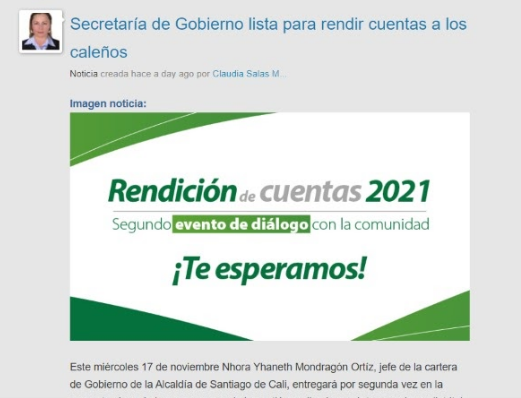 Secretaría de Gobierno lista para rendir cuentas a los
caleños
Noticia creada hace a day ago por Claudia Salas M...
Imagen noticia:
Rendición de cuentas 2021
Segundo evento de diálogo con la comunidad
¡Te esperamos!
Este miércoles 17 de noviembre Nhora Yhaneth Mondragón Ortíz, jefe de la cartera
de Gobierno de la Alcaldía de Santiago de Cali, entregará por segunda vez en la